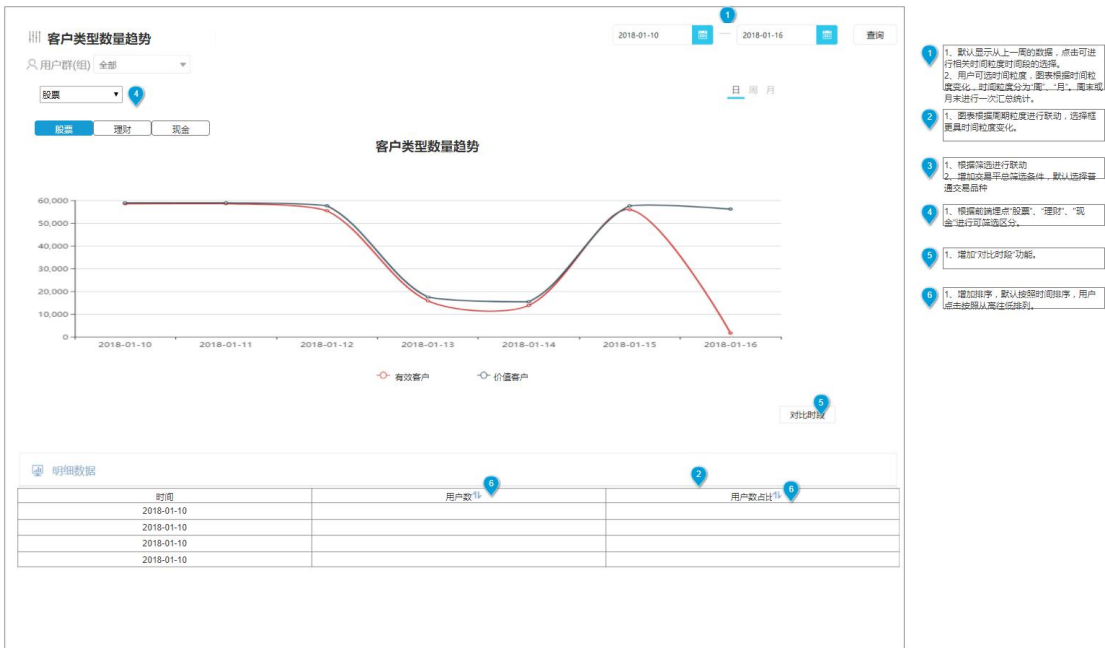 1
客户类型数量趋势
2018-01-10
2018-01-16
查询
用户群(组) 全部
股票
4
日 周 月
股票 理财 现金
客户类型数量趋势
60,000
50,000
40,000
30,000
20,000
10,000
0
2018-01-10 2018-01-11 2018-01-12 2018-01-13 2018-01-14 2018-01-15 2018-01-16
有效客户 价值客户
5
对比时段
明细数据
2
6
6
时间 用户数 用户数占比
2018-01-10
2018-01-10
2018-01-10
2018-01-10
1
1、默认显示从上一周的数据，点击可进
行相关时间粒度时间段的选择。
2、用户可选时间粒度，图表根据时间粒
度变化，时间粒度分为“周”、“月”。周末或
月末进行一次汇总统计。
2
1、图表根据周期粒度进行联动，选择框
更具时间粒度变化。
3
1、根据筛选进行联动
2、增加交易平总筛选条件，默认选择普
通交易品种
4
1、根据前端埋点“股票”、“理财”、“现
金”进行可筛选区分。
5
1、增加“对比时段”功能。
6
1、增加排序，默认按照时间排序，用户
点击按照从高往低排列。